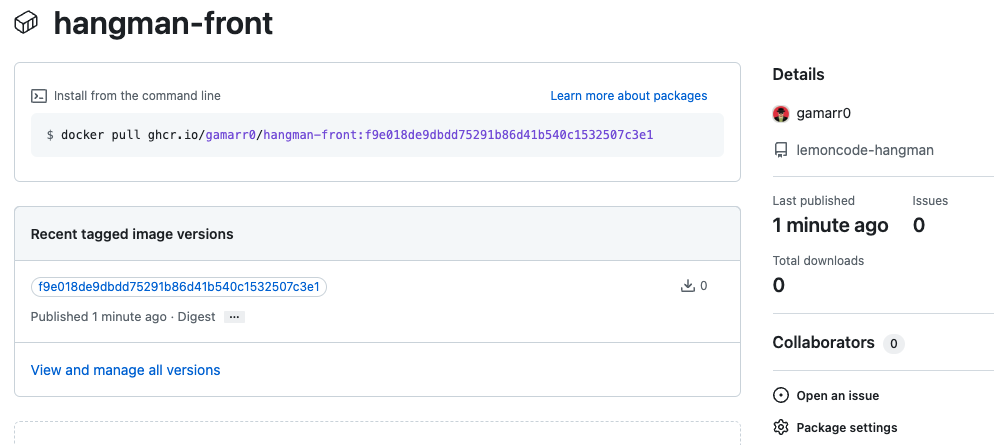 hangman-front
Install from the command line
Learn more about packages
$ docker pull ghcr.io/gamarr0/hangman-front:f9e018de9dbdd75291b86d41b540c1532507c3e1
Recent tagged image versions
f9e018de9dbdd75291b86d41b540c1532507c3e1
0
Published 1 minute ago · Digest ···
View and manage all versions
Details
gamarr0
lemoncode-hangman
Last published
Issues
1 minute ago
0
Total downloads
0
Collaborators 0
Open an issue
Package settings